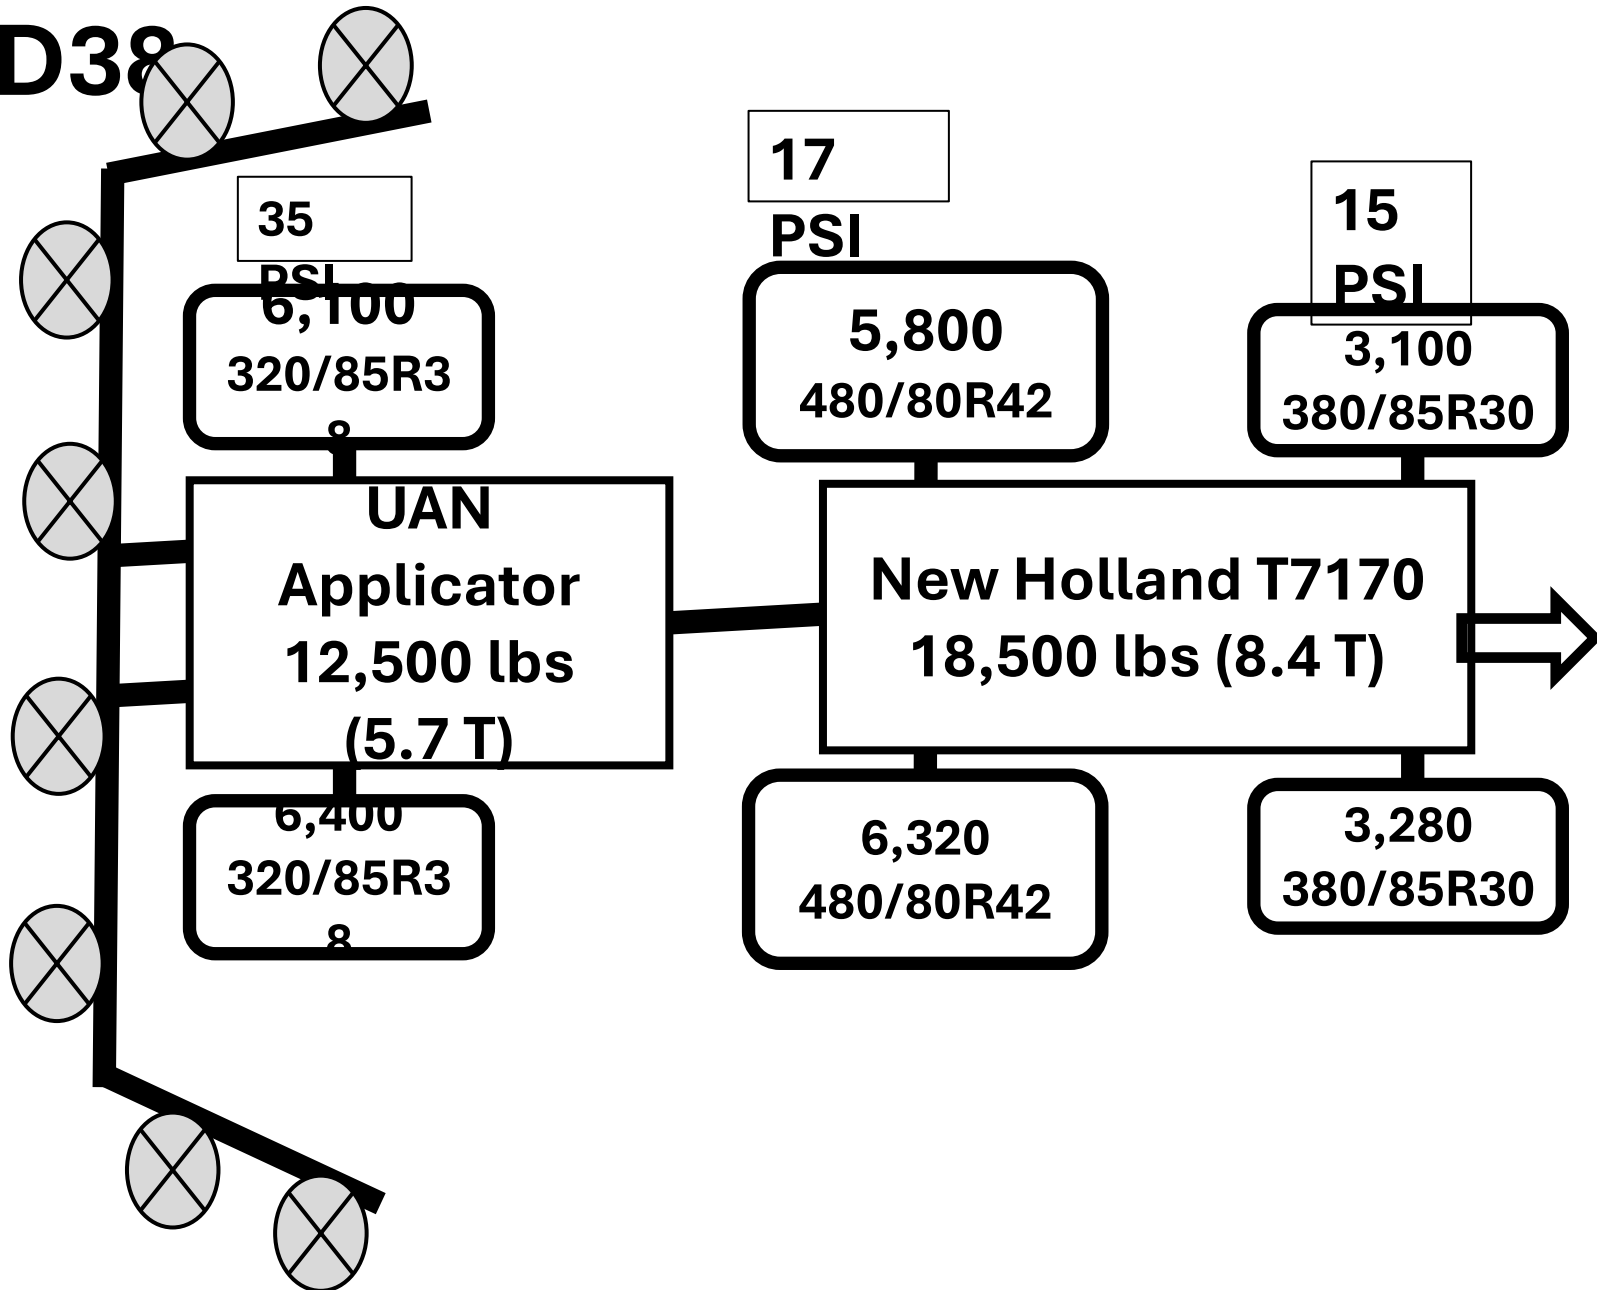 D38
35
PSI
6,100
320/85R3
8
17
PSI
5,800
480/80R42
15
PSI
3,100
380/85R30
UAN
Applicator
12,500 lbs
(5.7 T)
New Holland T7170
18,500 lbs (8.4 T)
6,400
320/85R3
8
6,320
480/80R42
3,280
380/85R30